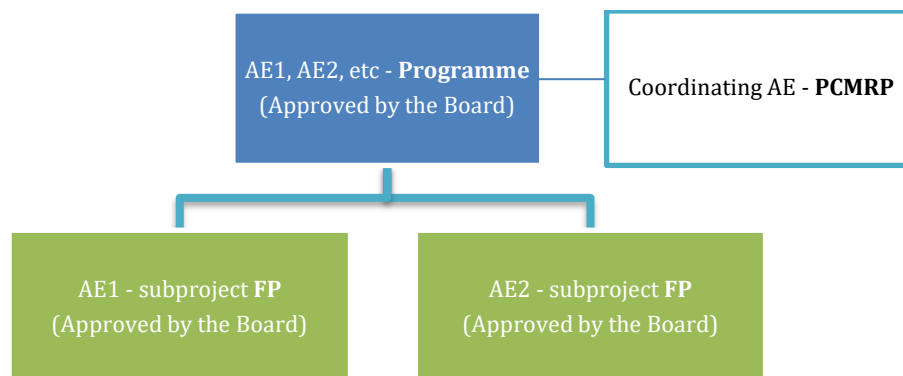 AE1, AE2, etc - Programme
(Approved by the Board)
Coordinating AE - PCMRP
AE1 - subproject FP
(Approved by the Board)
AE2 - subproject FP
(Approved by the Board)